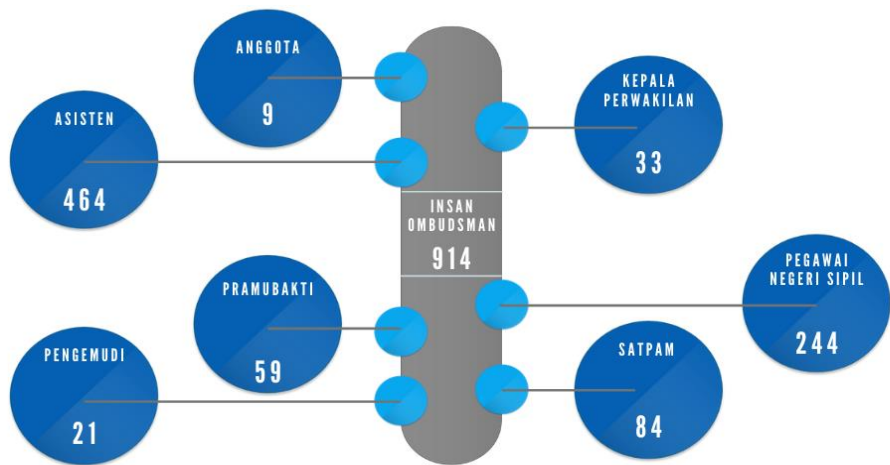 ANGGOTA
9
KEPALA
PERWAKILAN
33
ASISTEN
464
INSAN
OMBUDSMAN
914
PRAMUBAKTI
59
PEGAWAI
NEGERI SIPIL
244
PENGEMUDI
21
SATPAM
84